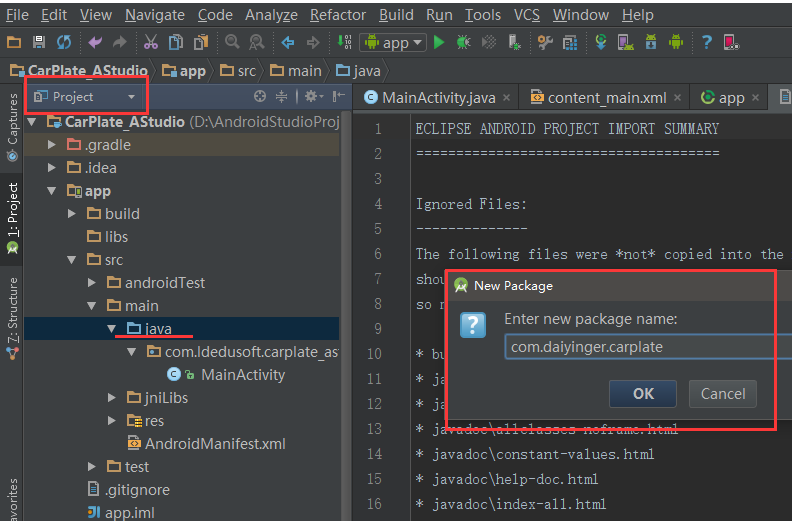 File Edit View Navigate Code Analyze Refactor Build Run Tools VCS Window Help
app
CarPlate_AStudio app src main java
Project
MainActivity.java content_main.xml app
Captures
1: Project
7: Structure
CarPlate_AStudio (D:\AndroidStudioProj
.gradle
.idea
app
build
libs
src
androidTest
main
java
com.ldedusoft.carplate_as
MainActivity
jniLibs
res
AndroidManifest.xml
test
.gitignore
app.iml
1 ECLIPSE ANDROID PROJECT IMPORT SUMMARY
2 ======================================
3
4 Ignored Files:
5 --------------
6 The following files were *not* copied into the
7 shou
8 so n
9
10 * bu
11 * ja
12 * ja
13 * javadoc\allclasses-noframe.html
14 * javadoc\constant-values.html
15 * javadoc\help-doc.html
16 * javadoc\index-all.html
New Package
Enter new package name:
com.daiyinger.carplate
OK Cancel